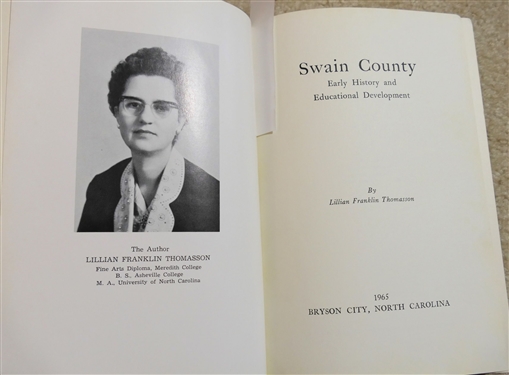 The Author
LILLIAN FRANKLIN THOMASSON
Fine Arts Diploma, Meredith College
B. S., Asheville College
M. A., University of North Carolina
Swain County
Early History and
Educational Development
By
Lillian Franklin Thomasson
1965
BRYSON CITY, NORTH CAROLINA